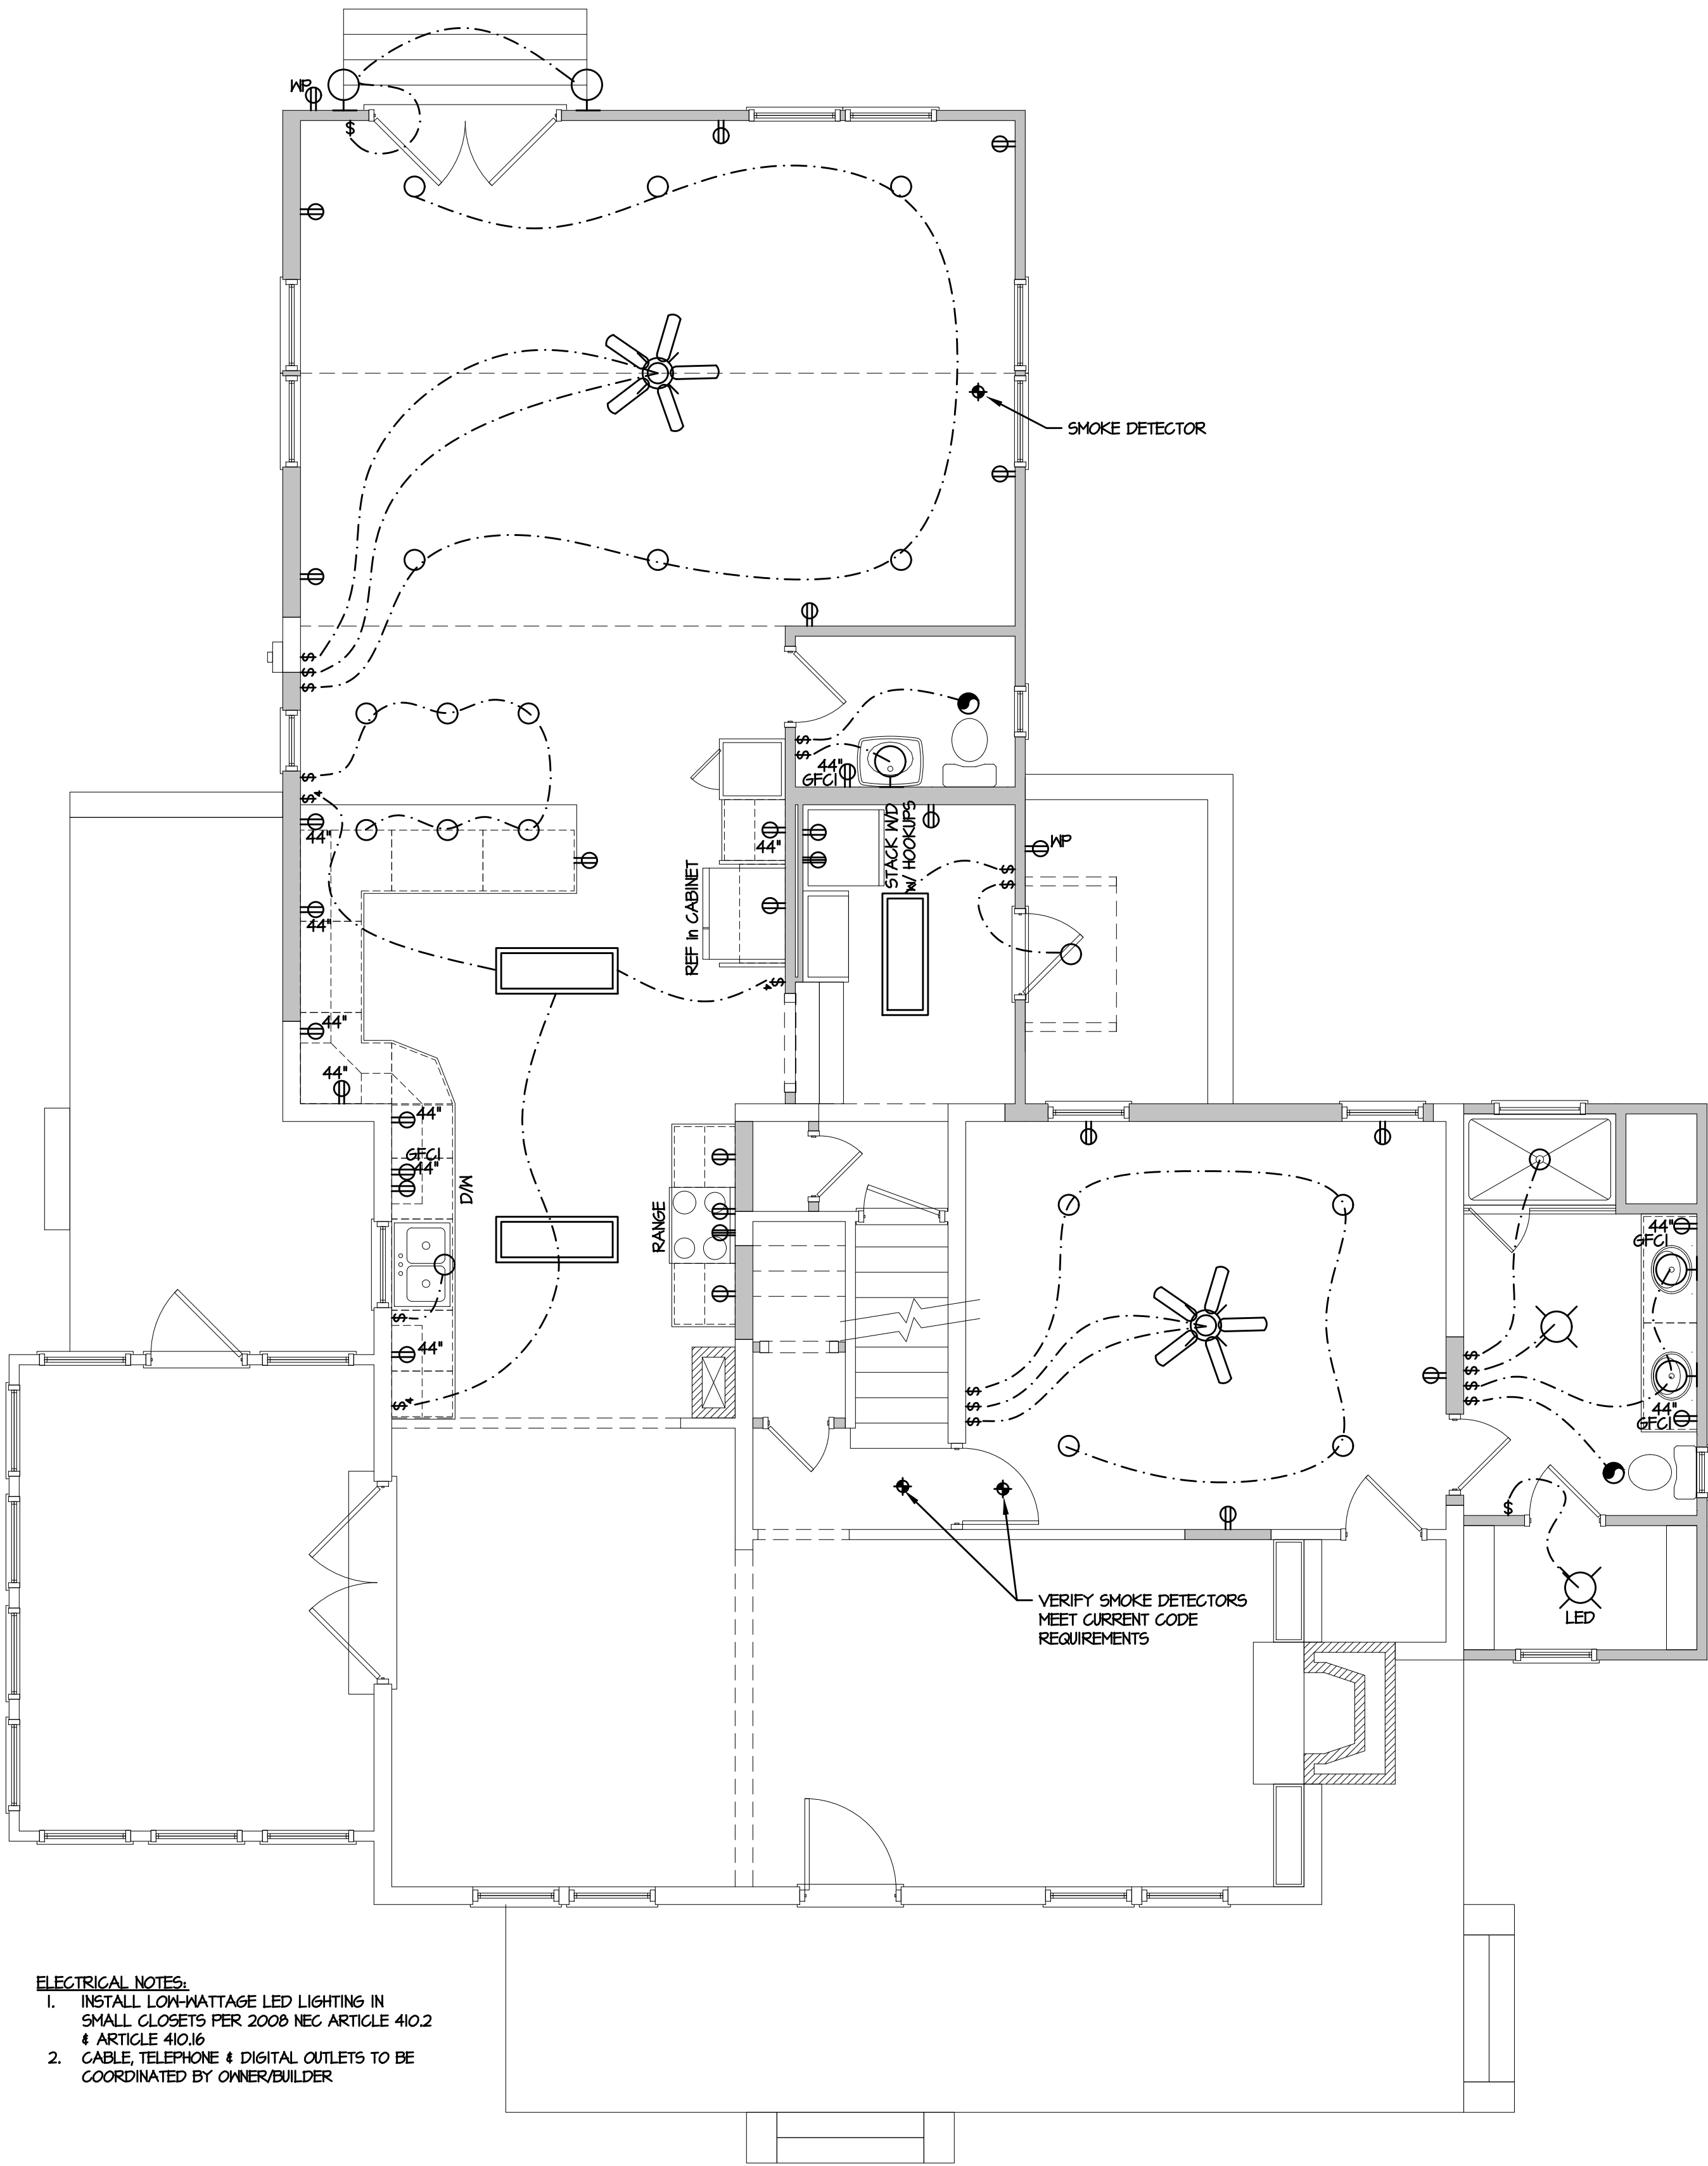 WP
$
SMOKE DETECTOR
$
$
$
$
$
44"
GFCI
$
$4
44"
44"
STACK W/D
W/ HOOKUPS
WP
$
$
44"
REF in CABINET
$4
44"
44"
44"
GFCI
44"
D/W
RANGE
44"
GFCI
$
44"
$4
$
$
$
$
$
$
$
44"
GFCI
$
VERIFY SMOKE DETECTORS
MEET CURRENT CODE
REQUIREMENTS
LED
ELECTRICAL NOTES:
1. INSTALL LOW-WATTAGE LED LIGHTING IN
SMALL CLOSETS PER 2008 NEC ARTICLE 410.2
& ARTICLE 410.16
2. CABLE, TELEPHONE & DIGITAL OUTLETS TO BE
COORDINATED BY OWNER/BUILDER